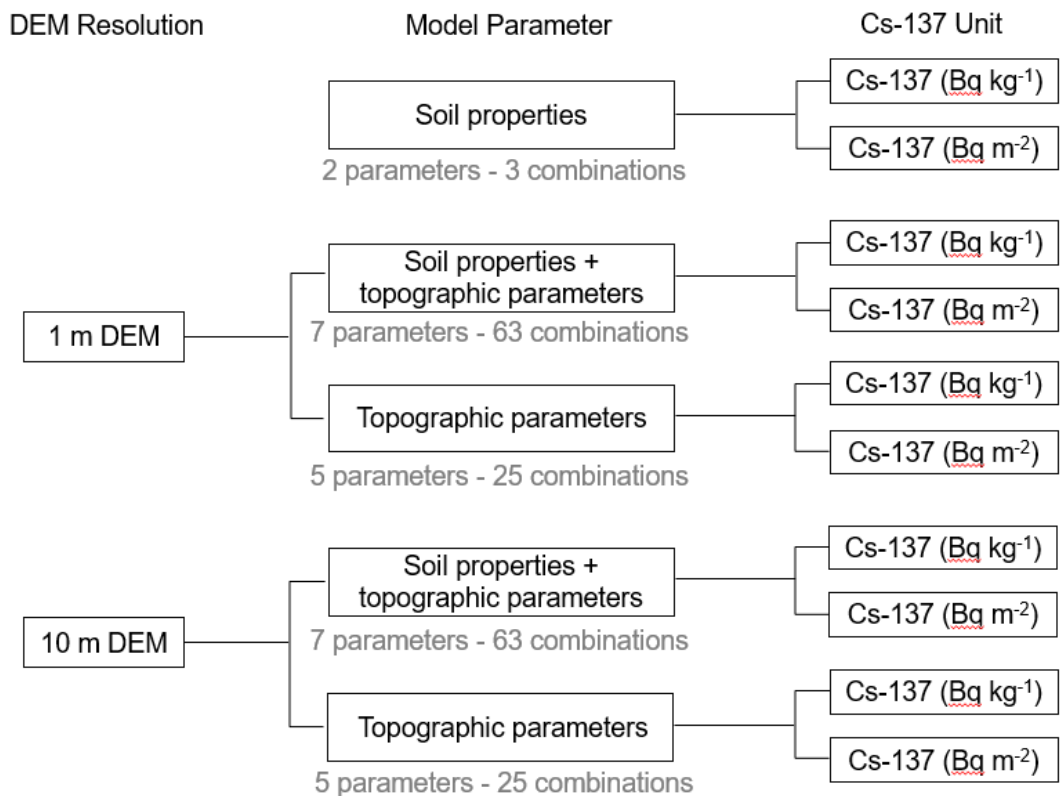 DEM Resolution
Model Parameter
Cs-137 Unit
Soil properties
2 parameters - 3 combinations
Cs-137 (Bq kg⁻¹)
Cs-137 (Bq m⁻²)
1 m DEM
Soil properties +
topographic parameters
7 parameters - 63 combinations
Cs-137 (Bq kg⁻¹)
Cs-137 (Bq m⁻²)
Topographic parameters
5 parameters - 25 combinations
Cs-137 (Bq kg⁻¹)
Cs-137 (Bq m⁻²)
10 m DEM
Soil properties +
topographic parameters
7 parameters - 63 combinations
Cs-137 (Bq kg⁻¹)
Cs-137 (Bq m⁻²)
Topographic parameters
5 parameters - 25 combinations
Cs-137 (Bq kg⁻¹)
Cs-137 (Bq m⁻²)